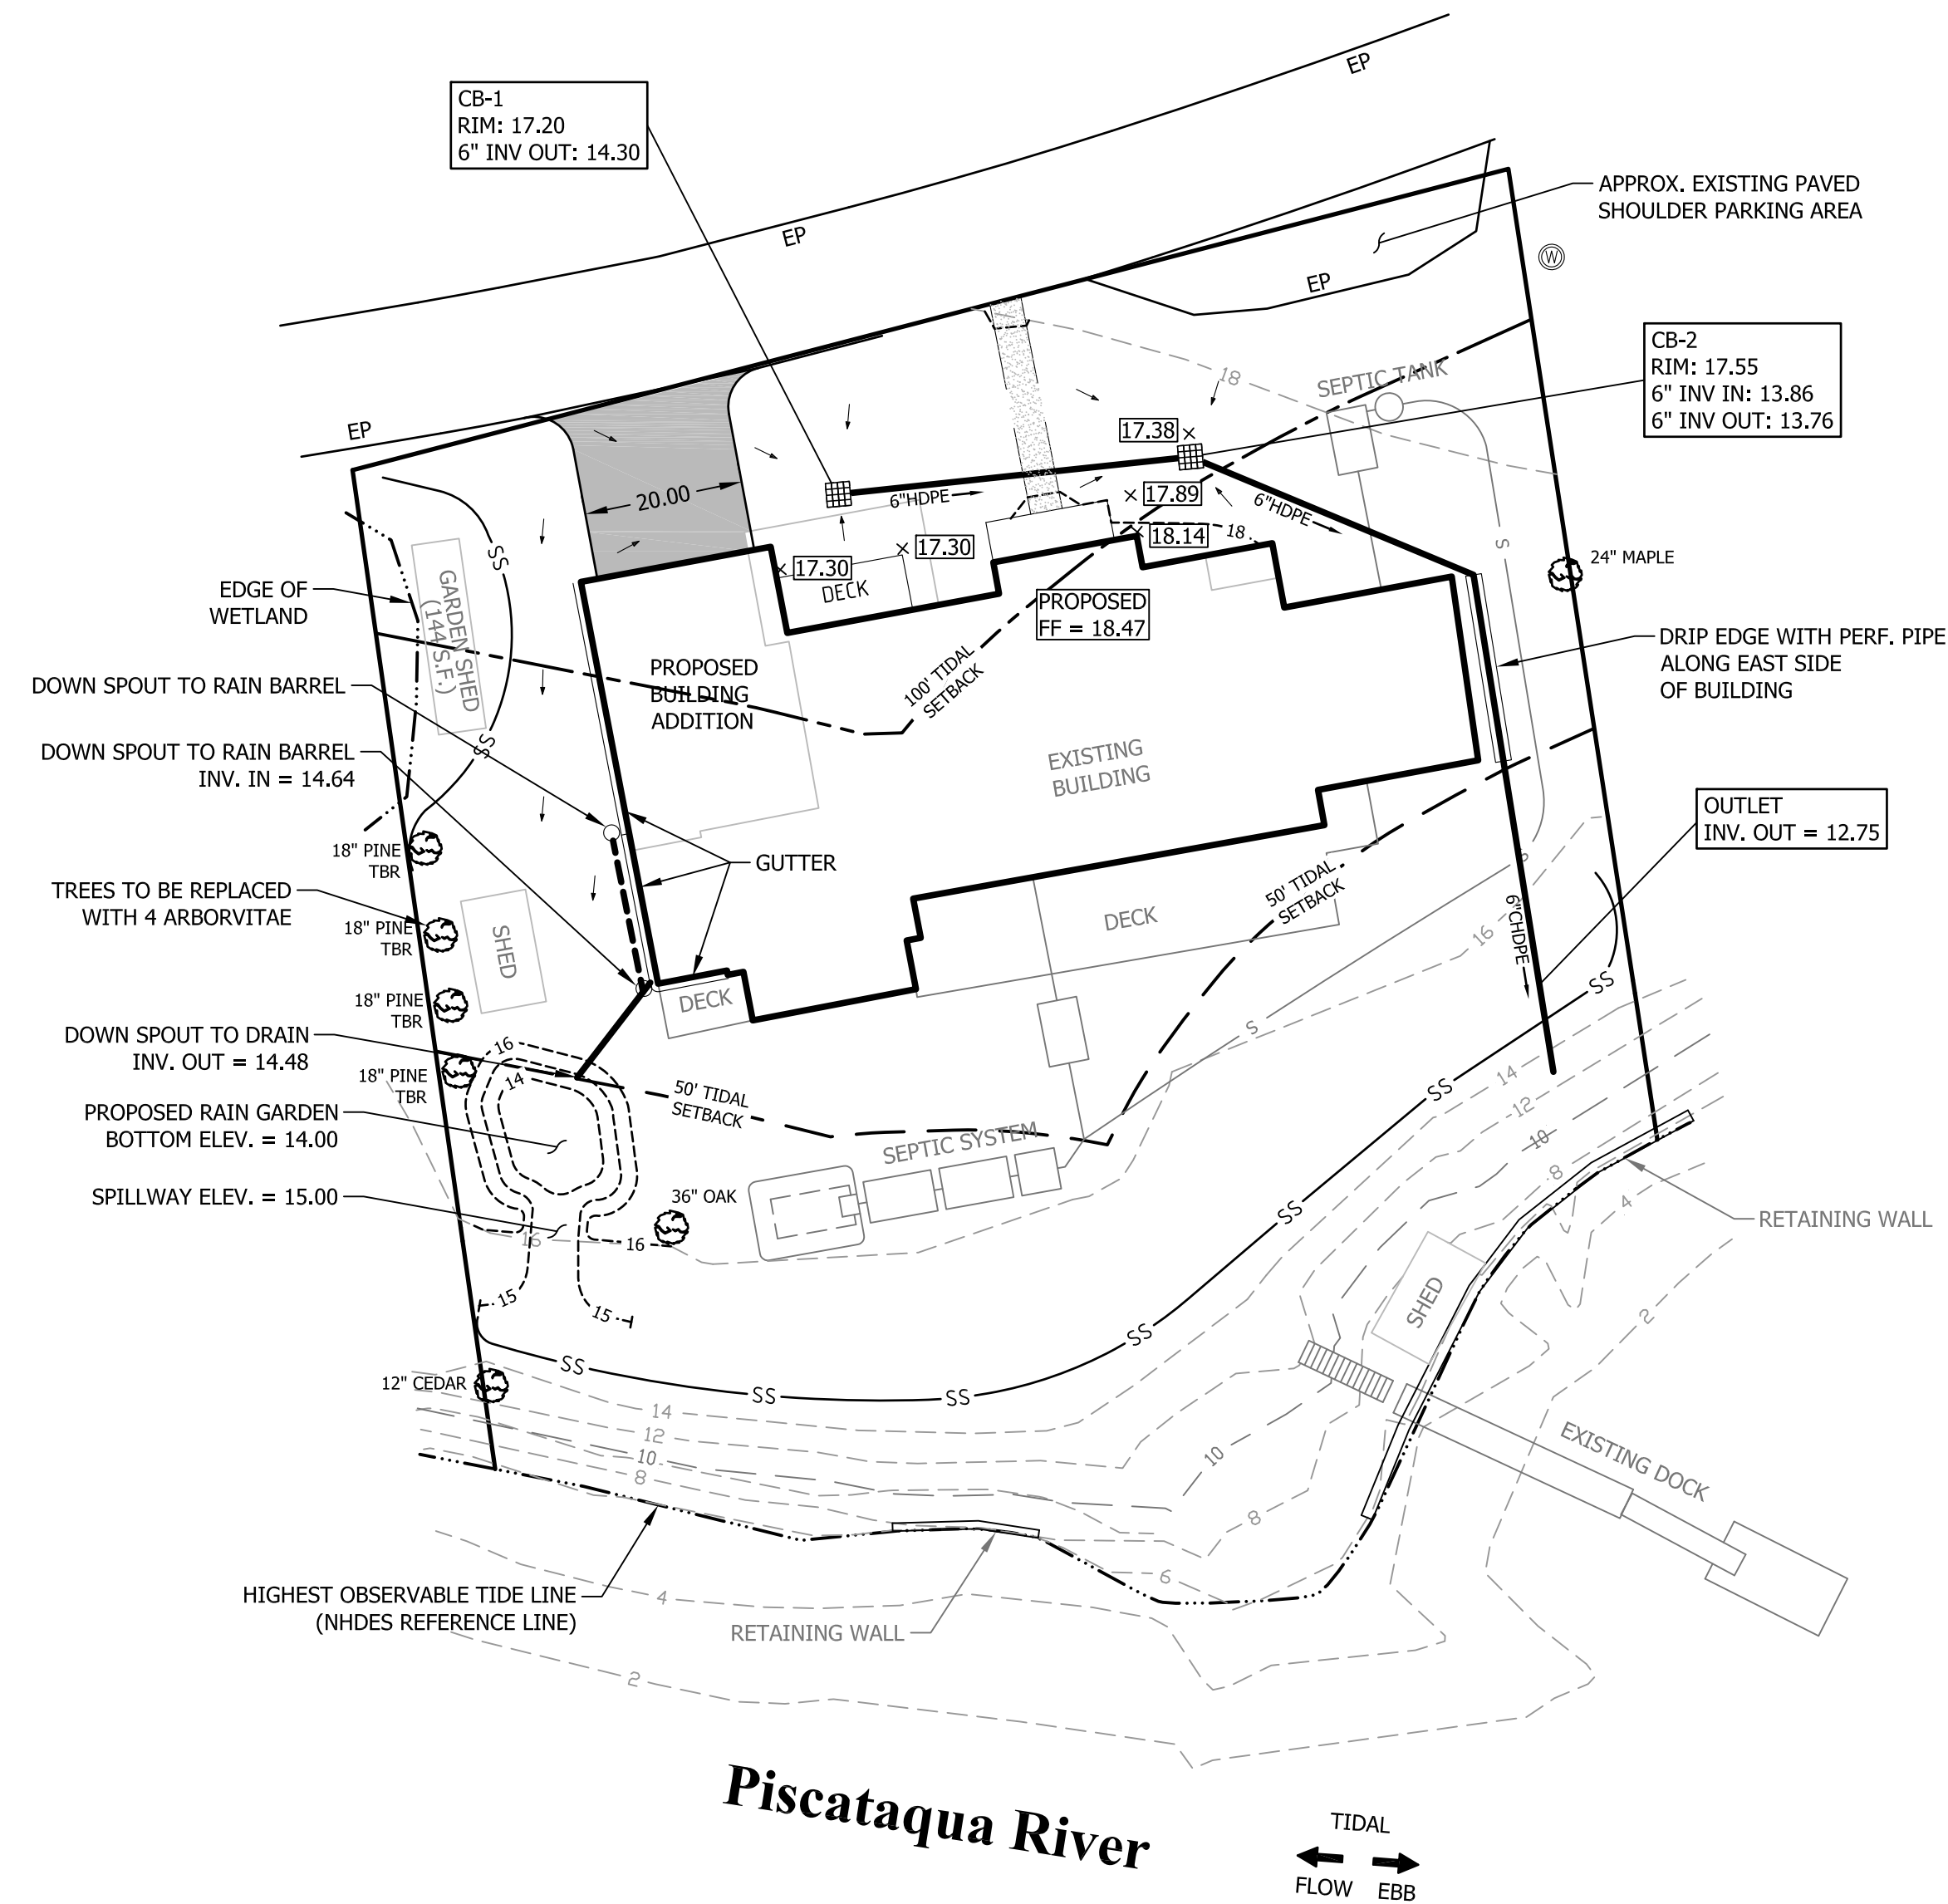 EP
CB-1
RIM: 17.20
6" INV OUT: 14.30
APPROX. EXISTING PAVED
SHOULDER PARKING AREA
EP
W
EP
CB-2
RIM: 17.55
6" INV IN: 13.86
6" INV OUT: 13.76
18
SEPTIC TANK
EP
17.38
20.00
6"HDPE
17.89
6"HDPE
18.14
18
S
SS
17.30
17.30
DECK
24" MAPLE
EDGE OF
WETLAND
GARDEN SHED
(144 S.F.)
PROPOSED
FF = 18.47
DRIP EDGE WITH PERF. PIPE
ALONG EAST SIDE
OF BUILDING
DOWN SPOUT TO RAIN BARREL
PROPOSED
BUILDING
ADDITION
100' TIDAL
SETBACK
SS
DOWN SPOUT TO RAIN BARREL
INV. IN = 14.64
EXISTING
BUILDING
OUTLET
INV. OUT = 12.75
18" PINE
TBR
GUTTER
S
TREES TO BE REPLACED
WITH 4 ARBORVITAE
50' TIDAL
SETBACK
18" PINE
TBR
SHED
DECK
16
6"CHDPE
SS
18" PINE
TBR
DECK
DOWN SPOUT TO DRAIN
INV. OUT = 14.48
16
S
18" PINE
TBR
14
50' TIDAL
SETBACK
SS
14
12
10
8
4
PROPOSED RAIN GARDEN
BOTTOM ELEV. = 14.00
SEPTIC SYSTEM
SPILLWAY ELEV. = 15.00
36" OAK
SS
RETAINING WALL
16
16
15
15
SHED
2
SS
SS
12" CEDAR
SS
SS
14
12
10
8
10
8
EXISTING DOCK
HIGHEST OBSERVABLE TIDE LINE
(NHDES REFERENCE LINE)
4
6
RETAINING WALL
2
Piscataqua River
TIDAL
FLOW EBB